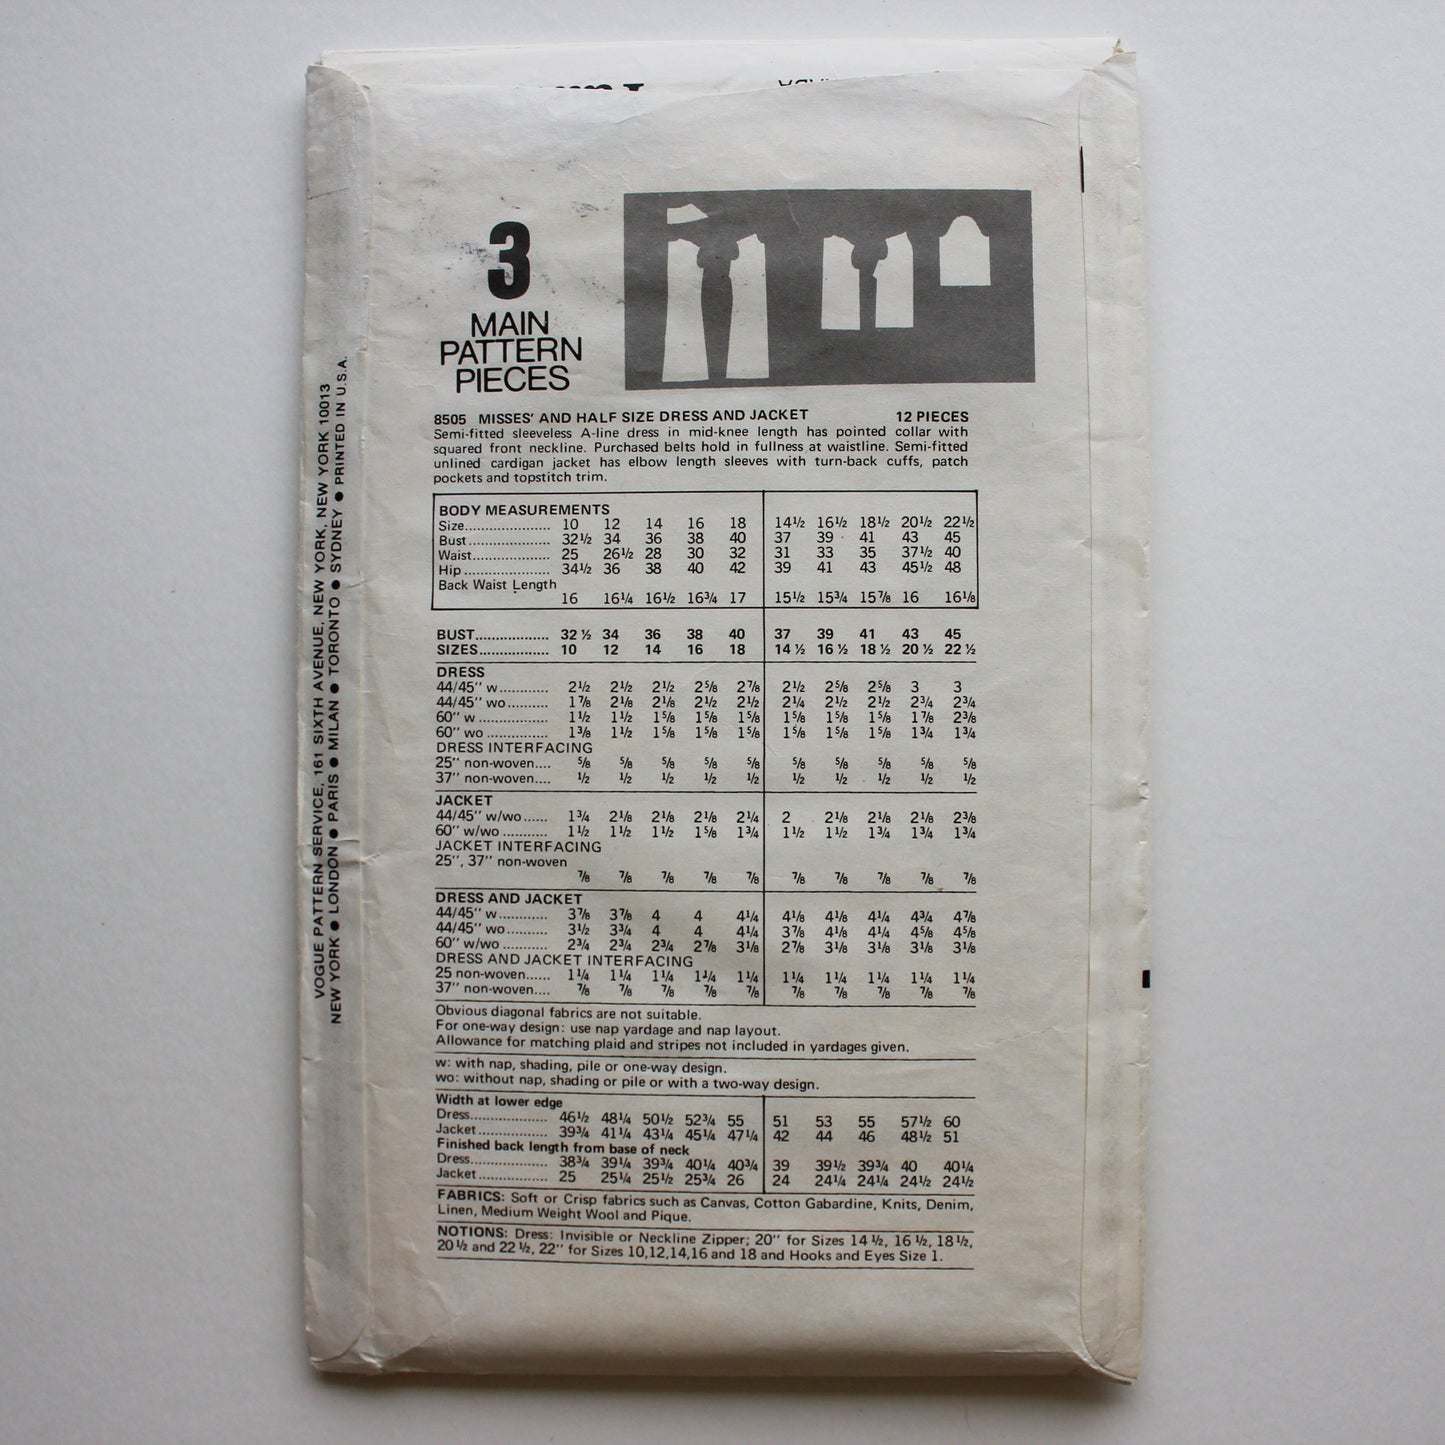 3
MAIN
PATTERN
PIECES
8505 MISSES' AND HALF SIZE DRESS AND JACKET 12 PIECES
Semi-fitted sleeveless A-line dress in mid-knee length has pointed collar with
squared front neckline. Purchased belts hold in fullness at waistline. Semi-fitted
unlined cardigan jacket has elbow length sleeves with turn-back cuffs, patch
pockets and topstitch trim.
BODY MEASUREMENTS
Size..................... 10 12 14 16 18 14½ 16½ 18½ 20½ 22½
Bust..................... 32½ 34 36 38 40 37 39 41 43 45
Waist................... 25 26½ 28 30 32 31 33 35 37½ 40
Hip ..................... 34½ 36 38 40 42 39 41 43 45½ 48
Back Waist Length
16 16¼ 16½ 16¾ 17 15½ 15¾ 15⅞ 16 16⅛
BUST.................. 32 ½ 34 36 38 40 37 39 41 43 45
SIZES................. 10 12 14 16 18 14 ½ 16 ½ 18 ½ 20 ½ 22 ½
DRESS
44/45'' w............ 2½ 2½ 2½ 2⅝ 2⅞ 2½ 2⅝ 2⅝ 3 3
44/45'' wo.......... 1⅞ 2⅛ 2⅛ 2½ 2½ 2¼ 2½ 2½ 2¾ 2¾
60'' w ................. 1½ 1½ 1⅝ 1⅝ 1⅝ 1⅝ 1⅝ 1⅝ 1⅞ 2⅜
60'' wo ............... 1⅜ 1½ 1⅝ 1⅝ 1⅝ 1⅝ 1⅝ 1⅝ 1¾ 1¾
DRESS INTERFACING
25'' non-woven.... ⅝ ⅝ ⅝ ⅝ ⅝ ⅝ ⅝ ⅝ ⅝ ⅝
37'' non-woven.... ½ ½ ½ ½ ½ ½ ½ ½ ½ ½
JACKET
44/45'' w/wo...... 1¾ 2⅛ 2⅛ 2⅛ 2¼ 2 2⅛ 2⅛ 2⅛ 2⅜
60'' w/wo ........... 1½ 1½ 1½ 1⅝ 1¾ 1½ 1½ 1¾ 1¾ 1¾
JACKET INTERFACING
25'', 37'' non-woven
⅞ ⅞ ⅞ ⅞ ⅞ ⅞ ⅞ ⅞ ⅞ ⅞
DRESS AND JACKET
44/45'' w............ 3⅞ 3⅞ 4 4 4¼ 4⅛ 4⅛ 4¼ 4¾ 4⅞
44/45'' wo.......... 3½ 3¾ 4 4 4¼ 3⅞ 4⅛ 4¼ 4⅝ 4⅝
60'' w/wo ........... 2¾ 2¾ 2¾ 2⅞ 3⅛ 2⅞ 3⅛ 3⅛ 3⅛ 3⅛
DRESS AND JACKET INTERFACING
25 non-woven...... 1¼ 1¼ 1¼ 1¼ 1¼ 1¼ 1¼ 1¼ 1¼ 1¼
37'' non-woven.... ⅞ ⅞ ⅞ ⅞ ⅞ ⅞ ⅞ ⅞ ⅞ ⅞
Obvious diagonal fabrics are not suitable.
For one-way design: use nap yardage and nap layout.
Allowance for matching plaid and stripes not included in yardages given.
w: with nap, shading, pile or one-way design.
wo: without nap, shading or pile or with a two-way design.
Width at lower edge
Dress................... 46½ 48¼ 50½ 52¾ 55 51 53 55 57½ 60
Jacket ................. 39¾ 41¼ 43¼ 45¼ 47¼ 42 44 46 48½ 51
Finished back length from base of neck
Dress................... 38¾ 39¼ 39¾ 40¼ 40¾ 39 39½ 39¾ 40 40¼
Jacket ................. 25 25¼ 25½ 25¾ 26 24 24¼ 24¼ 24½ 24½
FABRICS: Soft or Crisp fabrics such as Canvas, Cotton Gabardine, Knits, Denim,
Linen, Medium Weight Wool and Pique.
NOTIONS: Dress: Invisible or Neckline Zipper; 20'' for Sizes 14 ½, 16 ½, 18 ½,
20 ½ and 22 ½, 22'' for Sizes 10,12,14,16 and 18 and Hooks and Eyes Size 1.
VOGUE PATTERN SERVICE, 161 SIXTH AVENUE, NEW YORK, NEW YORK 10013
NEW YORK ● LONDON ● PARIS ● MILAN ● TORONTO ● SYDNEY ● PRINTED IN U.S.A.